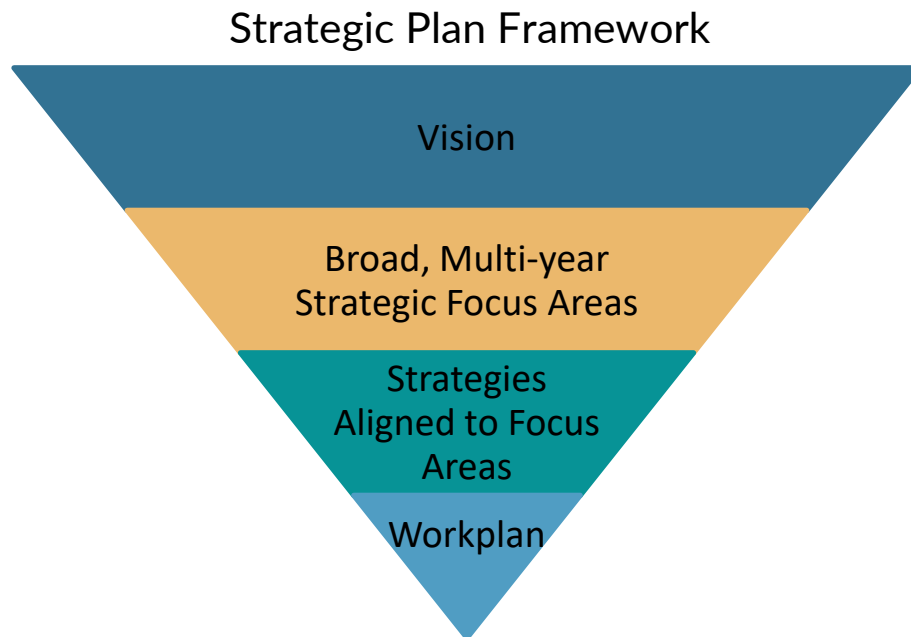 Strategic Plan Framework
Vision
Broad, Multi-year
Strategic Focus Areas
Strategies
Aligned to Focus
Areas
Workplan